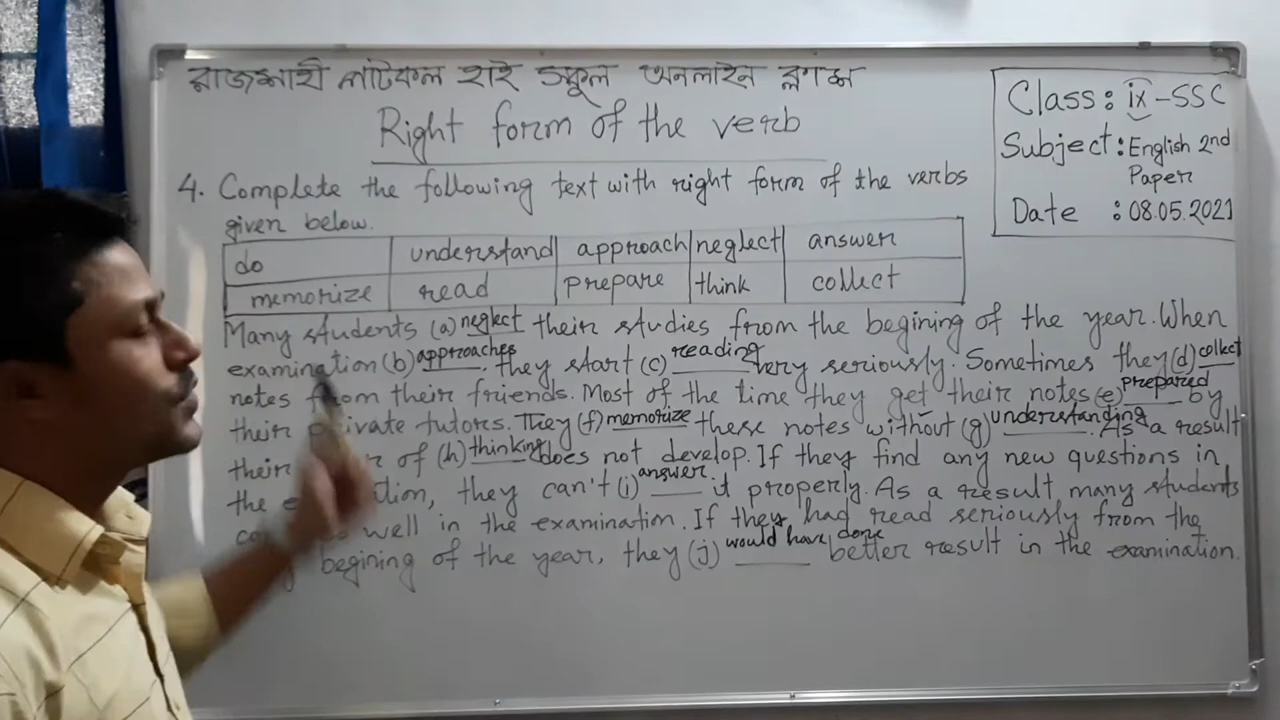 রাজশাহী লটিকল হাই স্কুল অনলাইন ক্লাস
Right form of the verb
Class: ix-SSC
Subject: English 2nd
Paper
Date : 08.05.2021
4. Complete the following text with right form of the verbs
given below.
do understand approach neglect answer
memorize read prepare think collect
Many students (a) neglect their studies from the begining of the year. When
examination (b) approaches they start (c) reading very seriously. Sometimes they (d) collect
notes from their friends. Most of the time they get their notes (e) prepared by
their private tutors. They (f) memorize these notes without (g) understanding. As a result
their of (h) thinking does not develop. If they find any new questions in
the they can't (i) answer it properly. As a result many students
well in the examination. If they had read seriously from the
begining of the year, they (j) would have done better result in the examination.